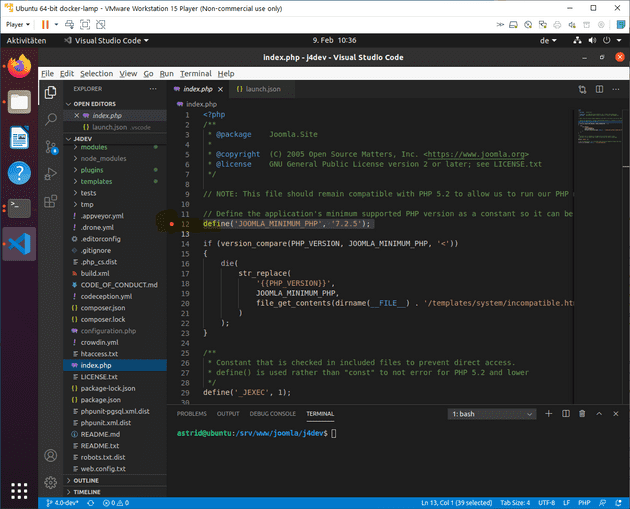 Ubuntu 64-bit docker-lamp - VMware Workstation 15 Player (Non-commercial use only)
Player
Aktivitäten Visual Studio Code 9. Feb 10:36 de
index.php - j4dev - Visual Studio Code
File Edit Selection View Go Run Terminal Help
EXPLORER
OPEN EDITORS
index.php
launch.json .vscode
J4DEV
modules
node_modules
plugins
templates
tests
tmp
.appveyor.yml
.drone.yml
.editorconfig
.gitignore
.php_cs.dist
build.xml
CODE_OF_CONDUCT.md
codeception.yml
composer.json
composer.lock
configuration.php
crowdin.yml
htaccess.txt
index.php
LICENSE.txt
package-lock.json
package.json
phpunit-pgsql.xml.dist
phpunit.xml.dist
README.md
README.txt
robots.txt.dist
web.config.txt
OUTLINE
TIMELINE
index.php launch.json
index.php
1 <?php
2 /**
3 * @package Joomla.Site
4 *
5 * @copyright (C) 2005 Open Source Matters, Inc. <https://www.joomla.org>
6 * @license GNU General Public License version 2 or later; see LICENSE.txt
7 */
8
9 // NOTE: This file should remain compatible with PHP 5.2 to allow us to run our PHP
10
11 // Define the application's minimum supported PHP version as a constant so it can be
12 define('JOOMLA_MINIMUM_PHP', '7.2.5');
13
14 if (version_compare(PHP_VERSION, JOOMLA_MINIMUM_PHP, '<'))
15 {
16 die(
17 str_replace(
18 '{{PHP_VERSION}}',
19 JOOMLA_MINIMUM_PHP,
20 file_get_contents(dirname(__FILE__) . '/templates/system/incompatible.ht
21 )
22 );
23 }
24
25 /**
26 * Constant that is checked in included files to prevent direct access.
27 * define() is used rather than "const" to not error for PHP 5.2 and lower
28 */
29 define('_JEXEC', 1);
30
PROBLEMS OUTPUT DEBUG CONSOLE TERMINAL 1: bash
astrid@ubuntu:/srv/www/joomla/j4dev$
4.0-dev* 0 0 Ln 13, Col 1 (39 selected) Tab Size: 4 UTF-8 LF PHP